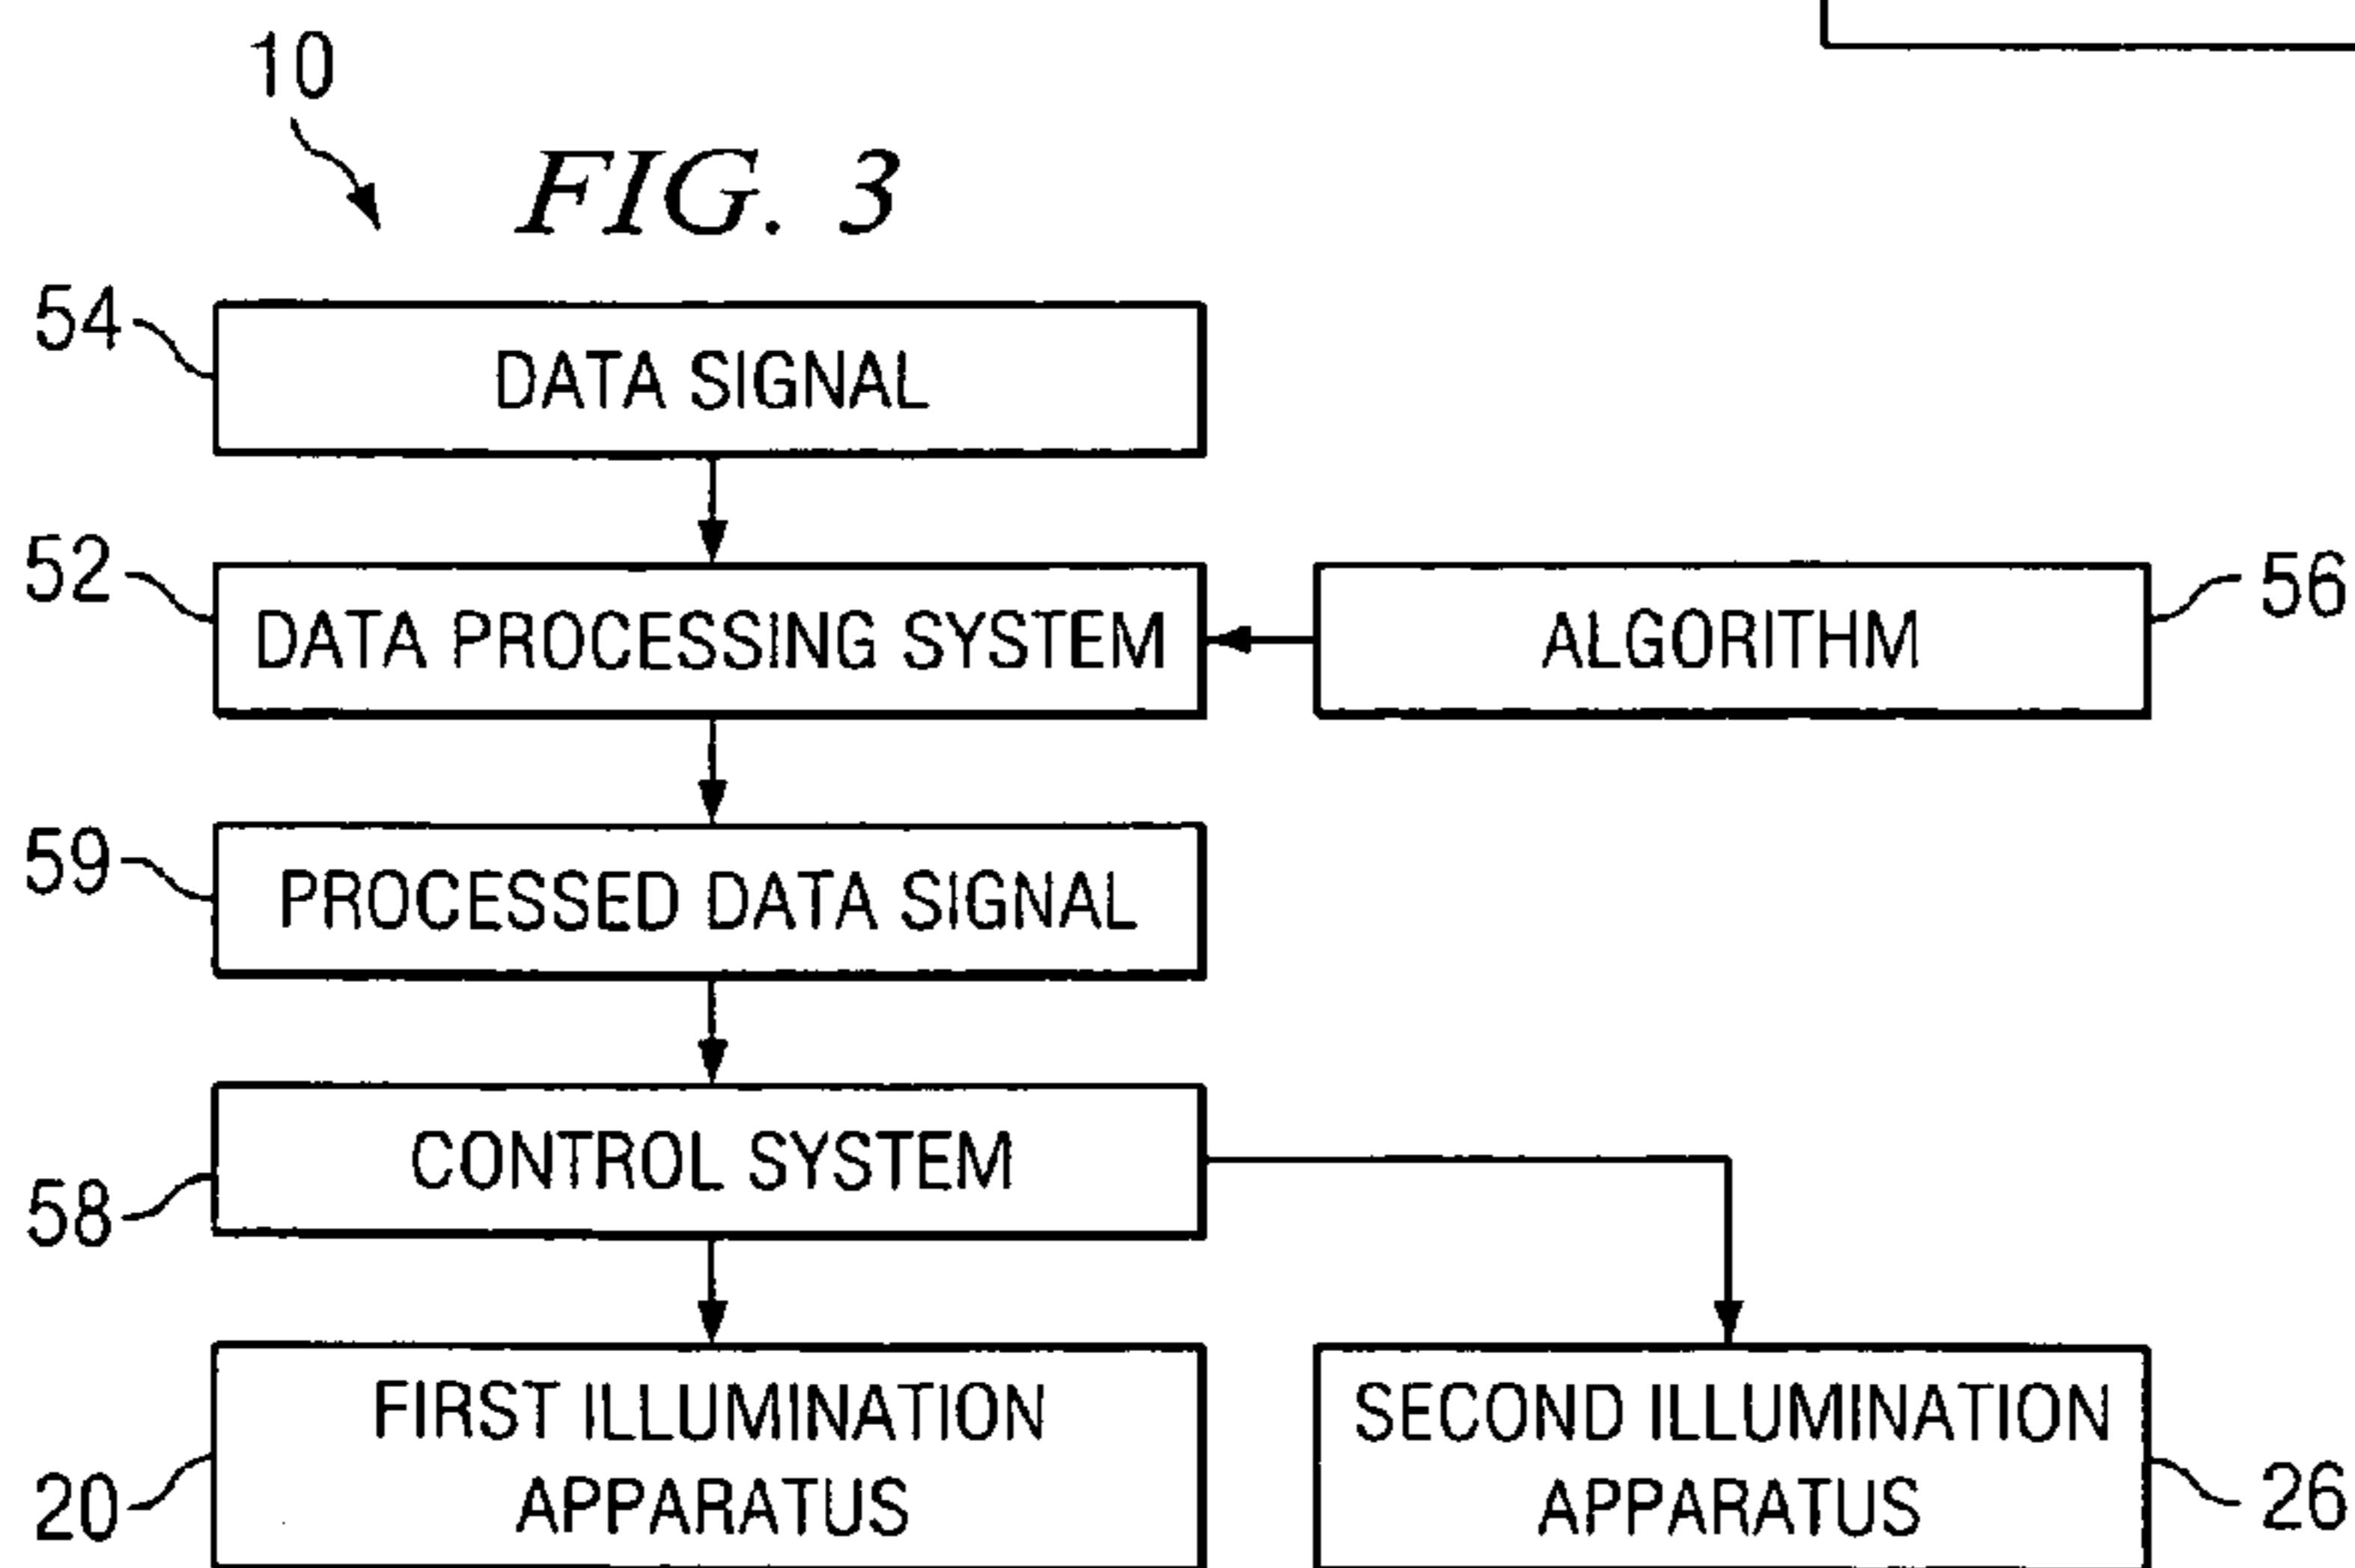 10
FIG. 3
54
DATA SIGNAL
52
DATA PROCESSING SYSTEM
ALGORITHM
56
59
PROCESSED DATA SIGNAL
CONTROL SYSTEM
58
FIRST ILLUMINATION
APPARATUS
20
SECOND ILLUMINATION
APPARATUS
26